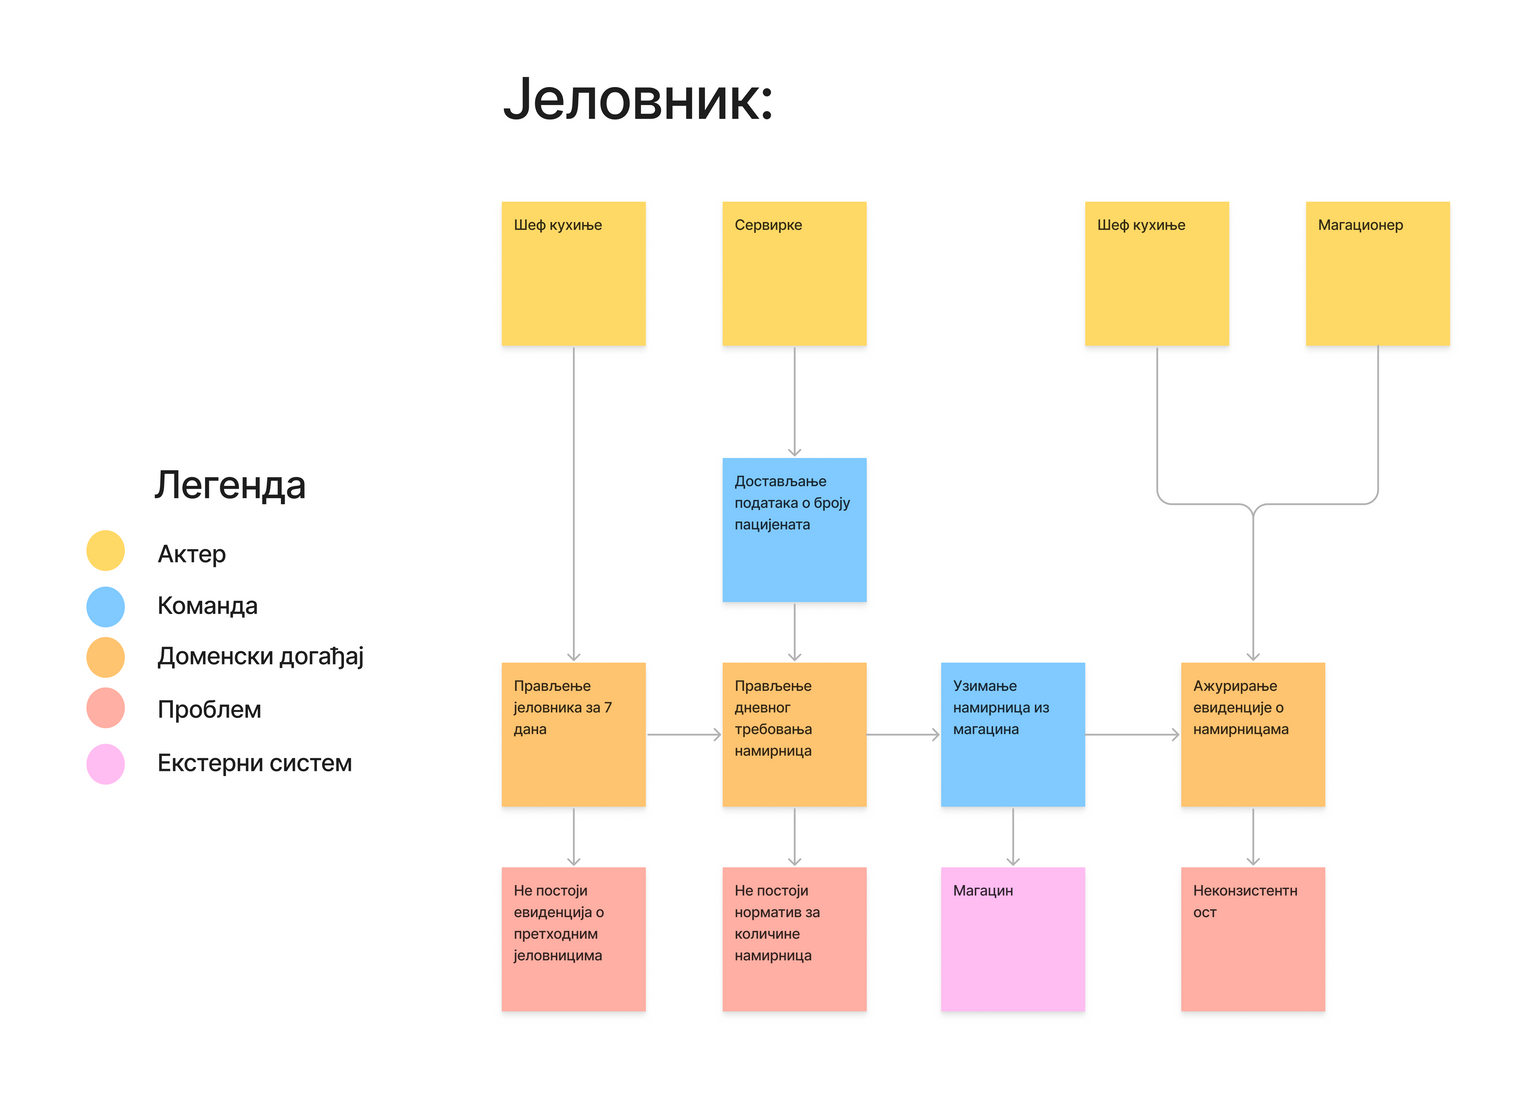 Јеловник:
Шеф кухиње
Сервирке
Шеф кухиње
Магационер
Достављање
података о броју
пацијената
Легенда
Актер
Команда
Доменски догађај
Проблем
Екстерни систем
Прављење
јеловника за 7
дана
Прављење
дневног
требовања
намирница
Узимање
намирница из
магацина
Ажурирање
евиденције о
намирницама
Не постоји
евиденција о
претходним
јеловницима
Не постоји
норматив за
количине
намирница
Магацин
Неконзистентн
ост